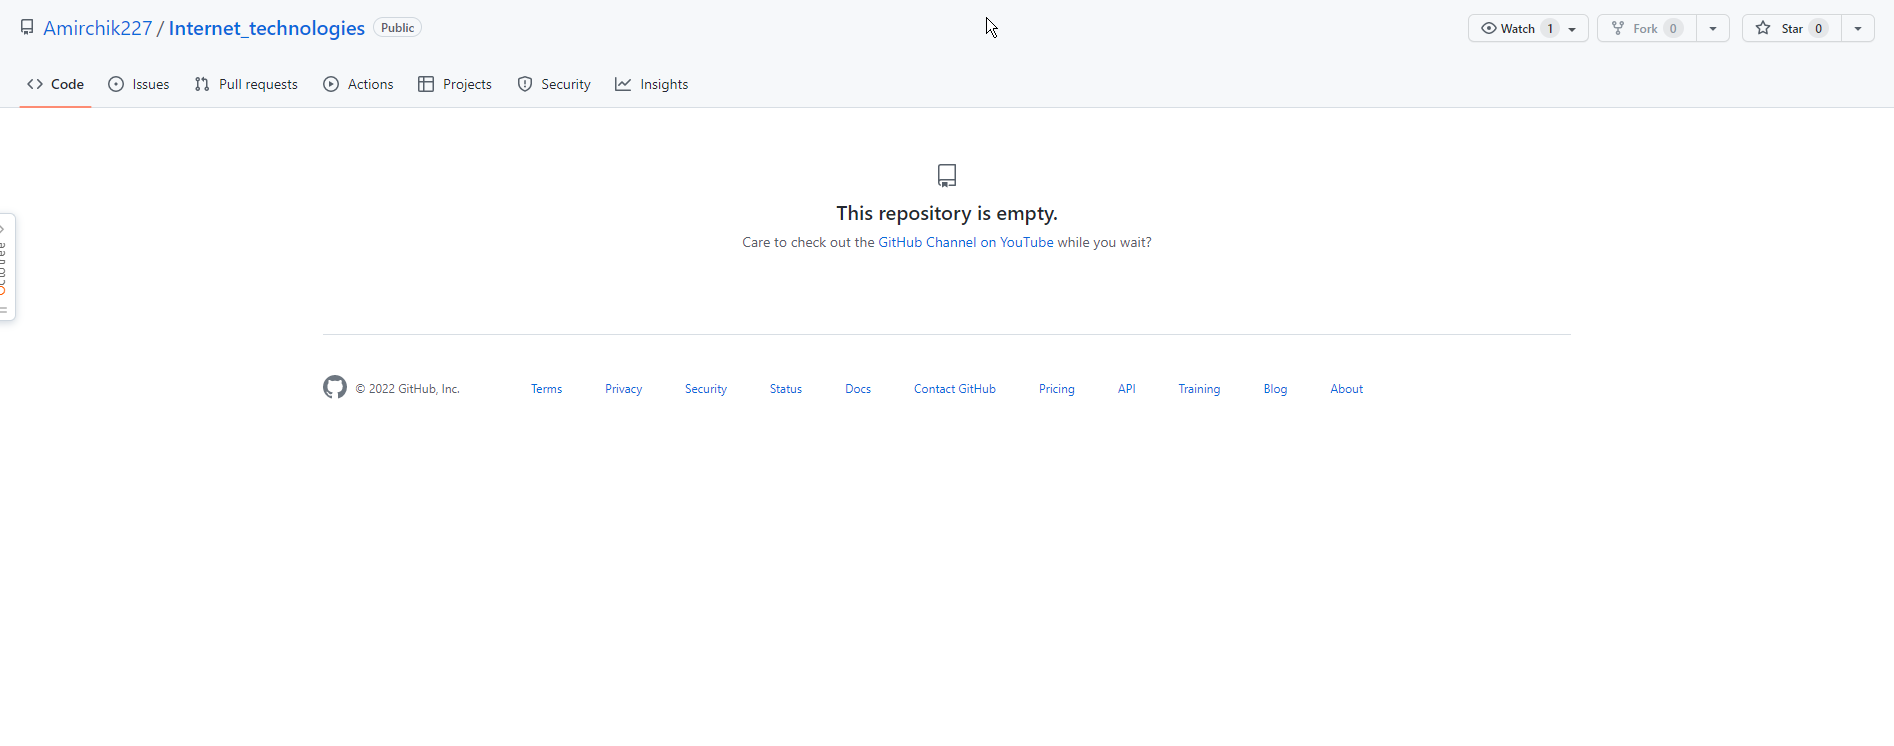 Amirchik227 / Internet_technologies Public
Watch 1 Fork 0 Star 0
Code Issues Pull requests Actions Projects Security Insights
This repository is empty.
Care to check out the GitHub Channel on YouTube while you wait?
Octotree
© 2022 GitHub, Inc. Terms Privacy Security Status Docs Contact GitHub Pricing API Training Blog About